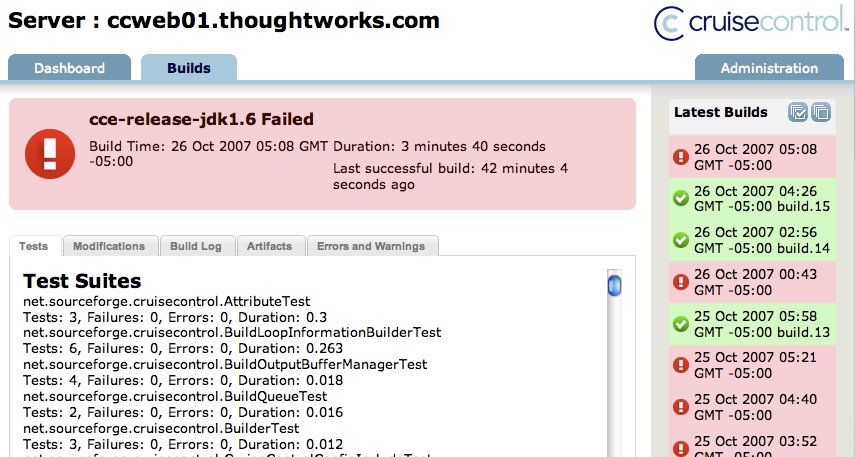 Server : ccweb01.thoughtworks.com
cruisecontrol™
Dashboard
Builds
Administration
cce-release-jdk1.6 Failed
Build Time: 26 Oct 2007 05:08 GMT
-05:00
Duration: 3 minutes 40 seconds
Last successful build: 42 minutes 4
seconds ago
Tests
Modifications
Build Log
Artifacts
Errors and Warnings
Test Suites
net.sourceforge.cruisecontrol.AttributeTest
Tests: 3, Failures: 0, Errors: 0, Duration: 0.3
net.sourceforge.cruisecontrol.BuildLoopInformationBuilderTest
Tests: 6, Failures: 0, Errors: 0, Duration: 0.263
net.sourceforge.cruisecontrol.BuildOutputBufferManagerTest
Tests: 4, Failures: 0, Errors: 0, Duration: 0.018
net.sourceforge.cruisecontrol.BuildQueueTest
Tests: 2, Failures: 0, Errors: 0, Duration: 0.016
net.sourceforge.cruisecontrol.BuilderTest
Tests: 3, Failures: 0, Errors: 0, Duration: 0.012
Latest Builds
26 Oct 2007 05:08
GMT -05:00
26 Oct 2007 04:26
GMT -05:00 build.15
26 Oct 2007 02:56
GMT -05:00 build.14
26 Oct 2007 00:43
GMT -05:00
25 Oct 2007 05:58
GMT -05:00 build.13
25 Oct 2007 05:21
GMT -05:00
25 Oct 2007 04:40
GMT -05:00
25 Oct 2007 03:52
GMT -05:00